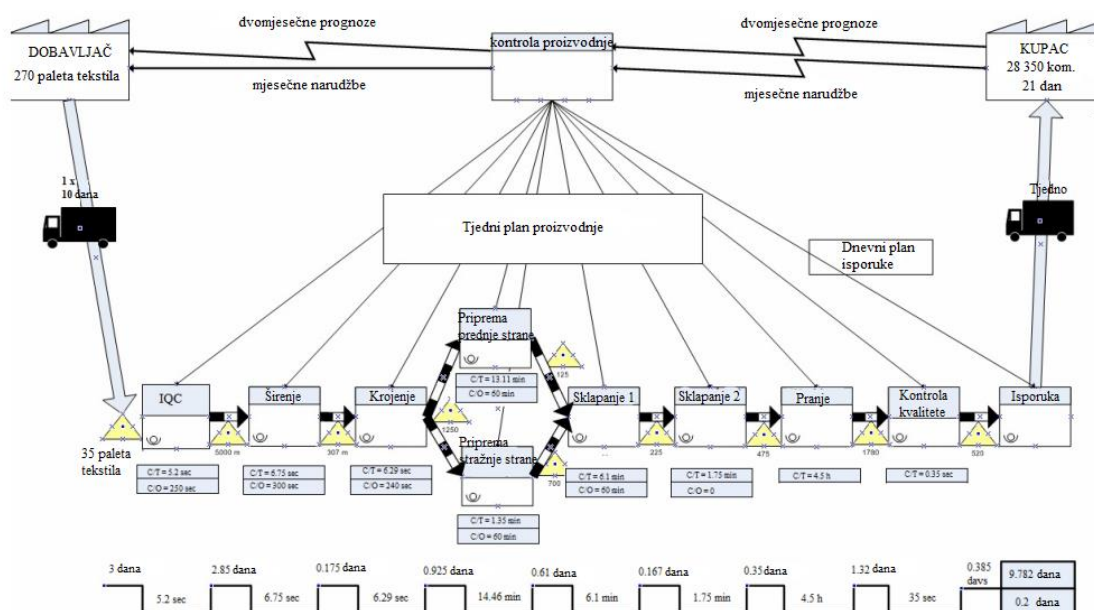 dvomjesečne prognoze
dvomjesečne prognoze
DOBAVLJAČ
270 paleta tekstila
kontrola proizvodnje
KUPAC
28 350 kom.
21 dan
mjesečne narudžbe
mjesečne narudžbe
1 x
10 dana
Tjedno
Tjedni plan proizvodnje
Dnevni plan
isporuke
Priprema
prednje strane
C/T = 13.11 min
C/O = 60 min
125
IQC
Širenje
Krojenje
1250
Sklapanje 1
Sklapanje 2
Pranje
Kontrola
kvalitete
Isporuka
35 paleta
tekstila
5000 m
307 m
Priprema
stražnje strane
700
225
475
1780
520
C/T = 5.2 sec
C/O = 250 sec
C/T = 6.75 sec
C/O = 300 sec
C/T = 6.29 sec
C/O = 240 sec
C/T = 6.1 min
C/O = 60 min
C/T = 1.75 min
C/O = 0
C/T = 4.5 h
C/T = 0.35 sec
C/T = 1.35 min
C/O = 60 min
3 dana
2.85 dana
0.175 dana
0.925 dana
0.61 dana
0.167 dana
0.35 dana
1.32 dana
0.385
davs
9.782 dana
5.2 sec
6.75 sec
6.29 sec
14.46 min
6.1 min
1.75 min
4.5 h
35 sec
0.2 dana